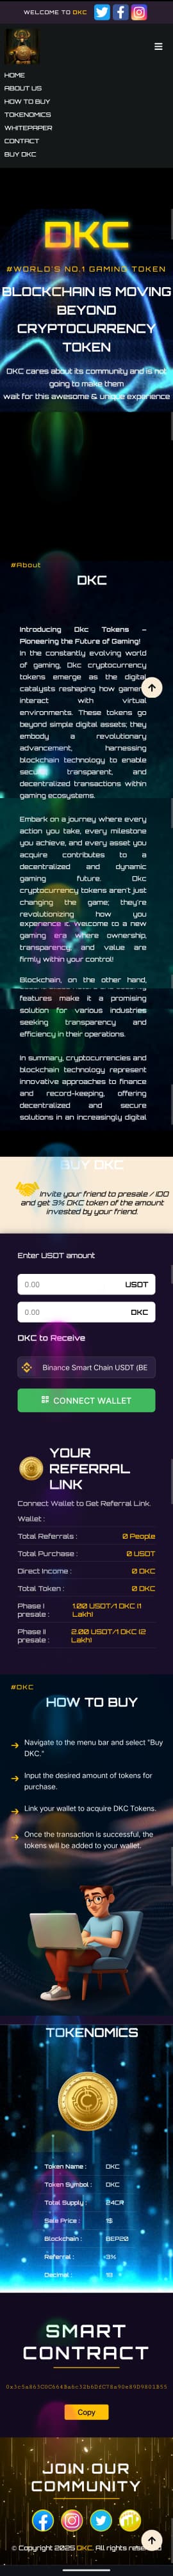 WELCOME TO DKC
HOME
ABOUT US
HOW TO BUY
TOKENOMICS
WHITEPAPER
CONTACT
BUY DKC
DKC
#WORLD'S NO.1 GAMING TOKEN
BLOCKCHAIN IS MOVING
BEYOND
CRYPTOCURRENCY
TOKEN
DKC cares about its community and is not
going to make them
wait for this awesome & unique experience
#About
DKC
Introducing Dkc Tokens –
Pioneering the Future of Gaming!
In the constantly evolving world
of gaming, Dkc cryptocurrency
tokens emerge as the digital
catalysts reshaping how gamers
interact with virtual
environments. These tokens go
beyond simple digital assets; they
embody a revolutionary
advancement, harnessing
blockchain technology to enable
secure, transparent, and
decentralized transactions within
gaming ecosystems.
Embark on a journey where every
action you take, every milestone
you achieve, and every asset you
acquire contributes to a
decentralized and dynamic
gaming future. Dkc
cryptocurrency tokens aren't just
changing the game; they're
revolutionizing how you
experience it. Welcome to a new
gaming era where ownership,
transparency, and value are
firmly within your control!
Blockchain, on the other hand,
features make it a promising
solution for various industries
seeking transparency and
efficiency in their operations.
In summary, cryptocurrencies and
blockchain technology represent
innovative approaches to finance
and record-keeping, offering
decentralized and secure
solutions in an increasingly digital
BUY DKC
Invite your friend to presale / IDO
and get 3% DKC token of the amount
invested by your friend.
Enter USDT amount
0.00 USDT
0.00 DKC
DKC to Receive
Binance Smart Chain USDT (BE
CONNECT WALLET
YOUR
REFERRAL
LINK
Connect Wallet to Get Referral Link.
Wallet :
Total Referrals : 0 People
Total Purchase : 0 USDT
Direct Income : 0 DKC
Total Token : 0 DKC
Phase I presale : 1.00 USDT/1 DKC (1 Lakh)
Phase II presale : 2.00 USDT/1 DKC (2 Lakh)
#DKC
HOW TO BUY
Navigate to the menu bar and select "Buy
DKC."
Input the desired amount of tokens for
purchase.
Link your wallet to acquire DKC Tokens.
Once the transaction is successful, the
tokens will be added to your wallet.
TOKENOMICS
Token Name : DKC
Token Symbol : DKC
Total Supply : 24CR
Sale Price : 1$
Blockchain : BEP20
Referral : 3%
Decimal : 18
SMART
CONTRACT
Copy
JOIN OUR
COMMUNITY
© Copyright 2025 DKC. All rights reserved